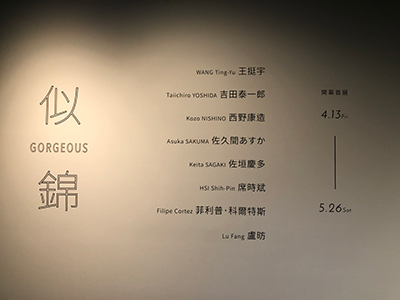 似
GORGEOUS
錦
WANG Ting-Yu 王挺宇
Taiichiro YOSHIDA 吉田泰一郎
Kozo NISHINO 西野康造
Asuka SAKUMA 佐久間あすか
Keita SAGAKI 佐垣慶多
HSI Shih-Pin 席時斌
Filipe Cortez 菲利普·科爾特斯
Lu Fang 盧昉
開幕首展
4.13 Fri.
5.26 Sat